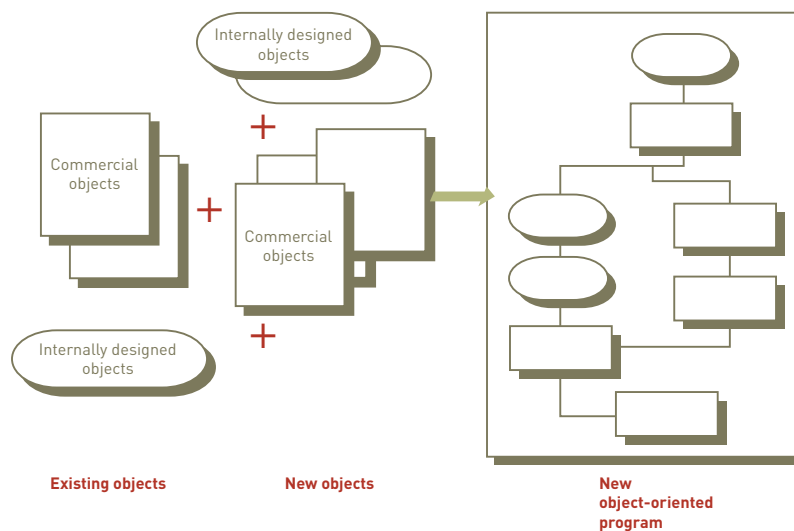 Internally designed
objects
+
Commercial
objects
+
Commercial
objects
+
Internally designed
objects
Existing objects
New objects
New
object-oriented
program